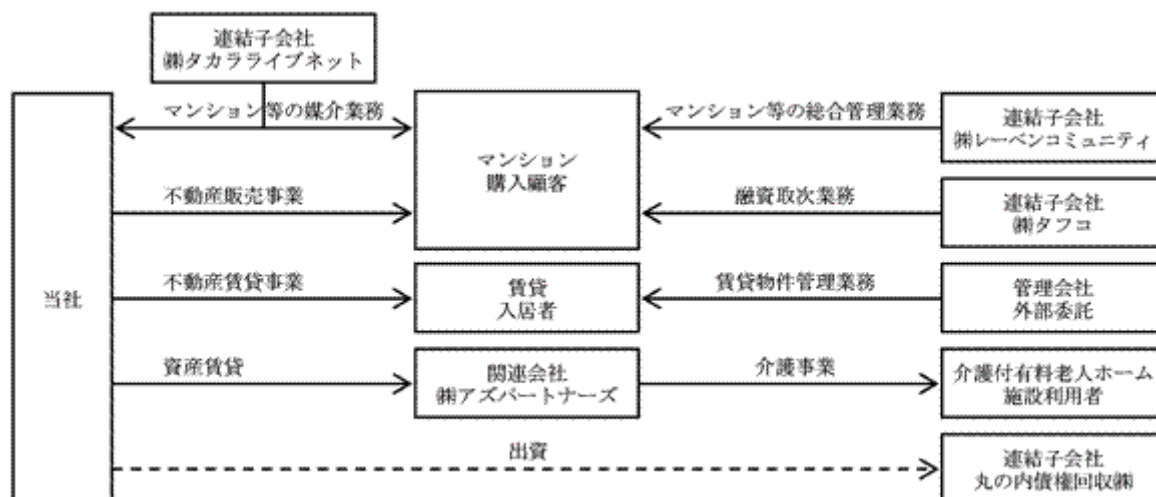 連結子会社
㈱タカラライブネット
マンション等の媒介業務
マンション等の総合管理業務
連結子会社
㈱レーベンコミュニティ
マンション
購入顧客
不動産販売事業
融資取次業務
連結子会社
㈱タフコ
当社
不動産賃貸事業
賃貸
入居者
賃貸物件管理業務
管理会社
外部委託
資産賃貸
関連会社
㈱アズパートナーズ
介護事業
介護付有料老人ホーム
施設利用者
出資
連結子会社
丸の内債権回収㈱